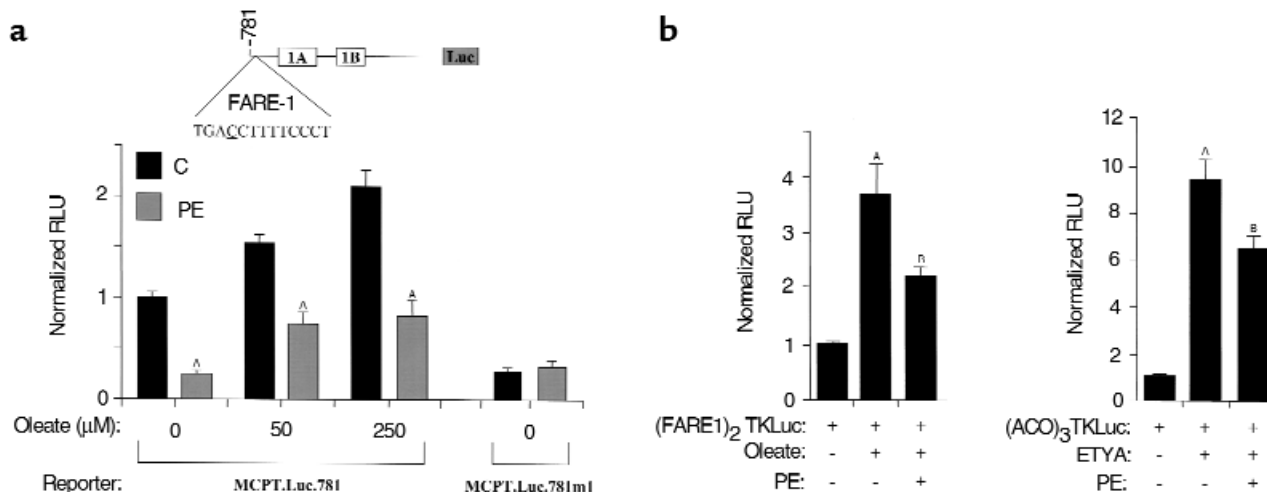 a
-781
1A 1B Luc
FARE-1
TGACCTTTTCCCT
C
PE
Normalized RLU
2
1
0
A
A
A
Oleate (μM): 0 50 250 0
Reporter: MCPT.Luc.781 MCPT.Luc.781m1
b
Normalized RLU
4
3
2
1
0
A
B
(FARE1)2 TKLuc: + + +
Oleate: - + +
PE: - - +
Normalized RLU
12
10
8
6
4
2
0
A
B
(ACO)3TKLuc: + + +
ETYA: - + +
PE: - - +